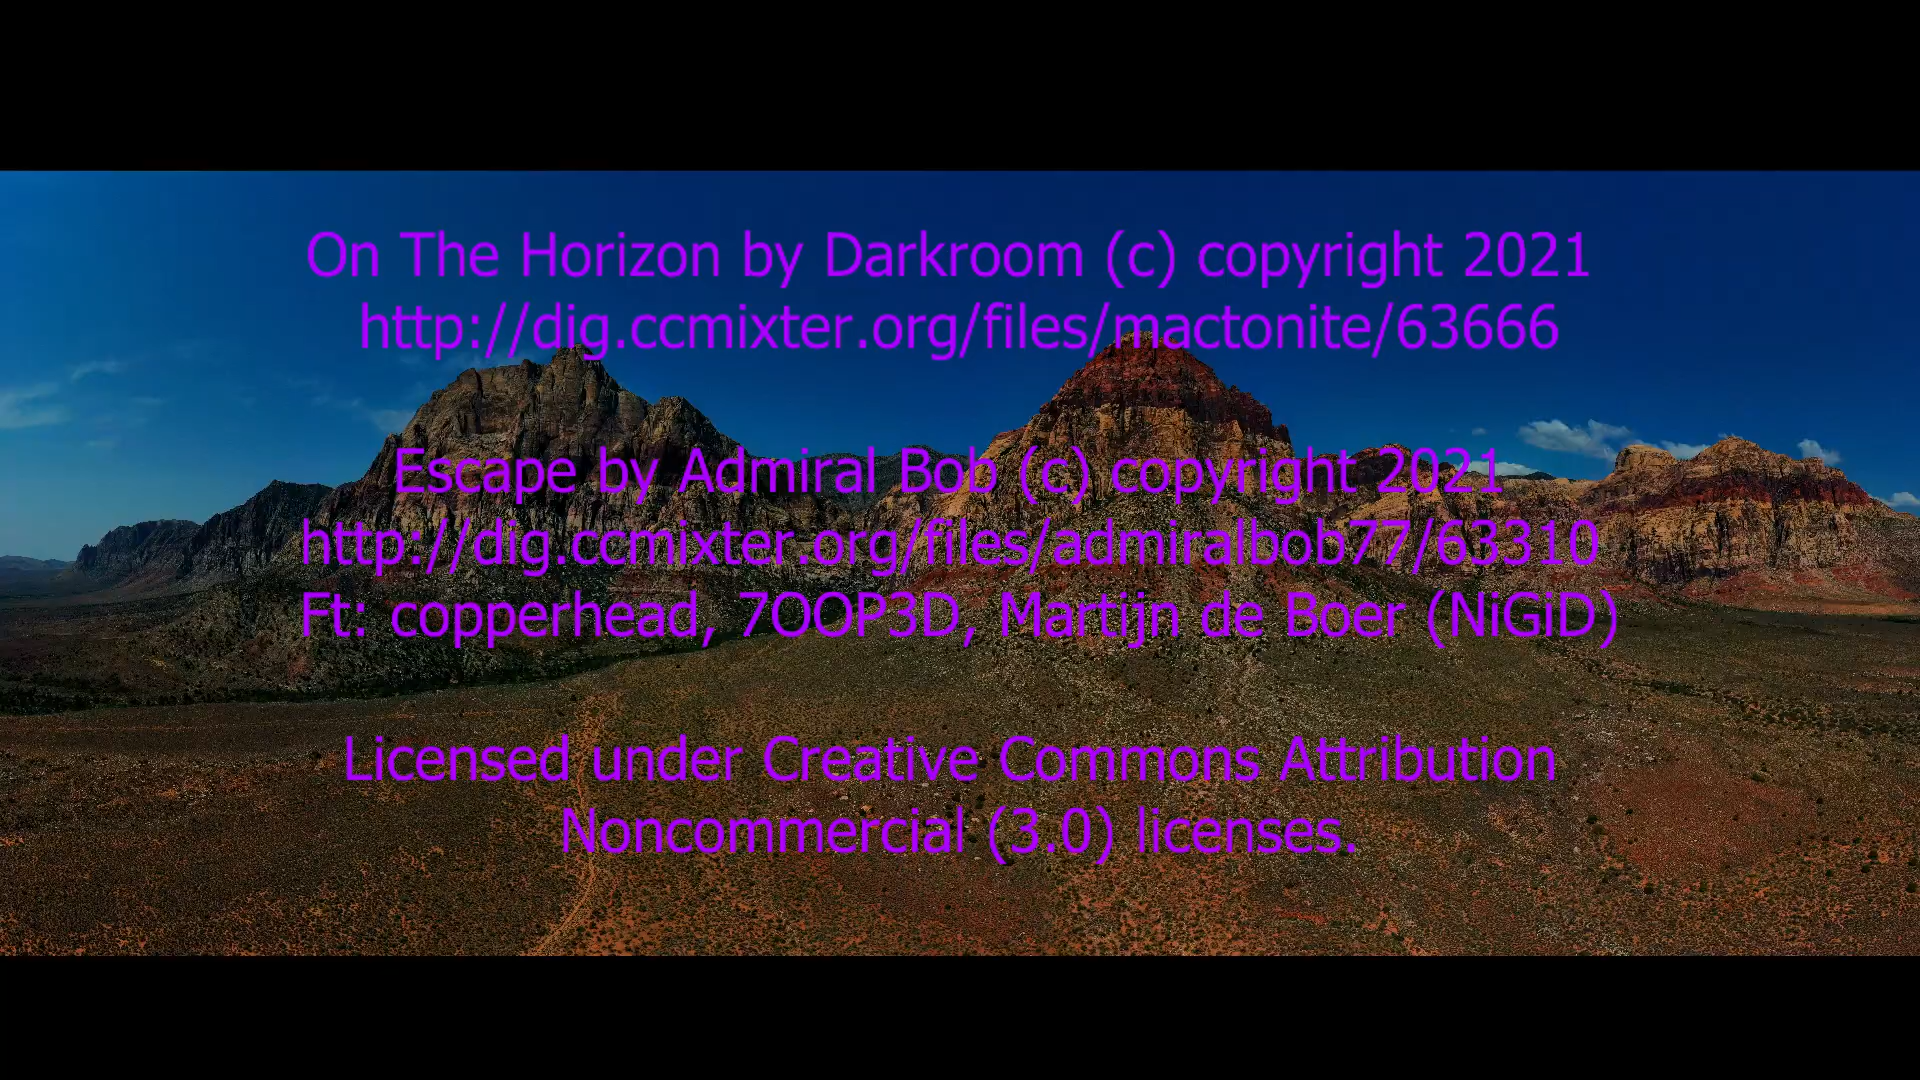 On The Horizon by Darkroom (c) copyright 2021
http://dig.ccmixter.org/files/mactonite/63666
Escape by Admiral Bob (c) copyright 2021
http://dig.ccmixter.org/files/admiralbob77/63310
Ft: copperhead, 7OOP3D, Martijn de Boer (NiGiD)
Licensed under Creative Commons Attribution
Noncommercial (3.0) licenses.